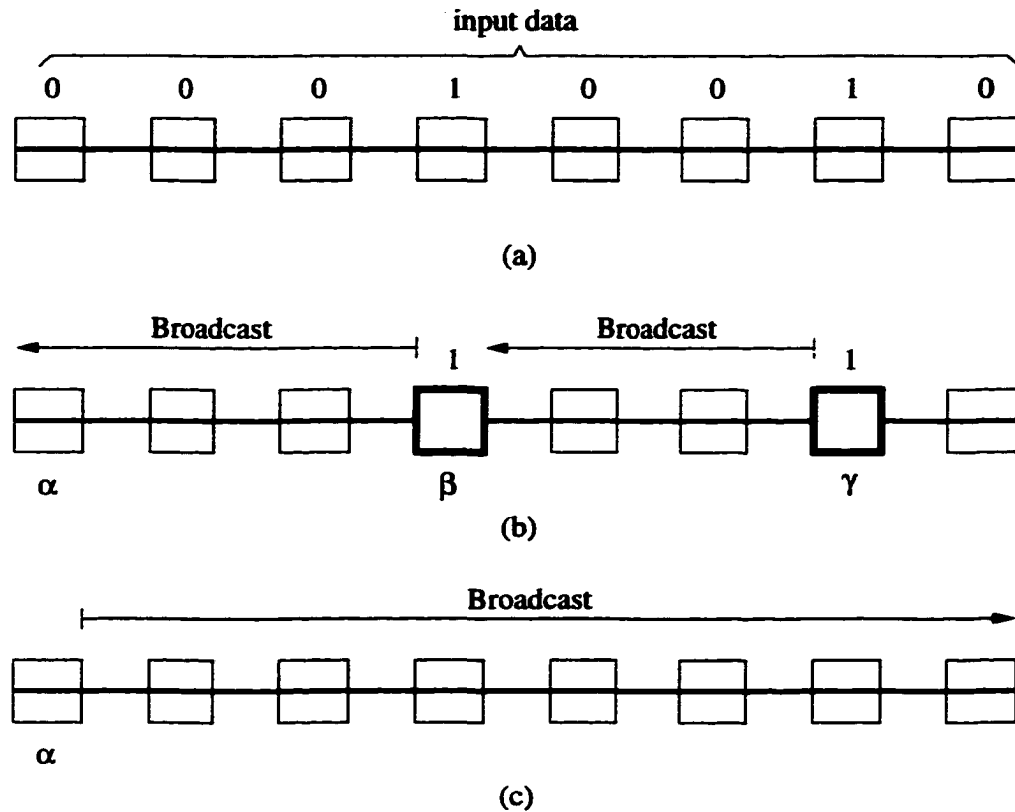 input data
0 0 0 1 0 0 1 0
(a)
Broadcast Broadcast
1 1
α β γ
(b)
Broadcast
α
(c)